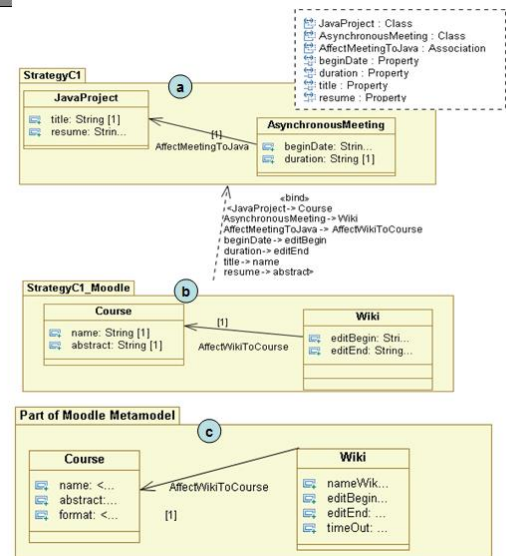 JavaProject : Class
AsynchronousMeeting : Class
AffectMeetingToJava : Association
beginDate : Property
duration : Property
title : Property
resume : Property
StrategyC1
a
JavaProject
title: String [1]
resume: Strin...
[1]
AffectMeetingToJava
AsynchronousMeeting
beginDate: Strin...
duration: String [1]
«bind»
<JavaProject-> Course
AsynchronousMeeting-> Wiki
AffectMeetingToJava -> AffectWikiToCourse
beginDate-> editBegin
duration-> editEnd
title-> name
resume-> abstract>
StrategyC1_Moodle
b
Course
name: String [1]
abstract: String [1]
[1]
AffectWikiToCourse
Wiki
editBegin: Stri...
editEnd: String...
Part of Moodle Metamodel
c
Course
name: <...
abstract:...
format: <...
AffectWikiToCourse
[1]
Wiki
nameWik...
editBegin...
editEnd: ...
timeOut: ...